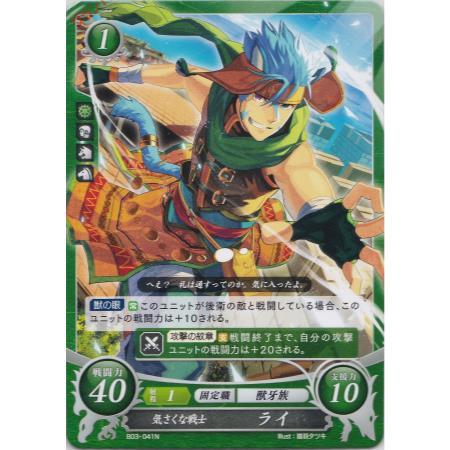 1
へぇ？ 礼は通すってのか。気に入ったよ。
獣の眼 常 このユニットが後衛の敵と戦闘している場合、この
ユニットの戦闘力は＋10される。
攻撃の紋章 支 戦闘終了まで、自分の攻撃
ユニットの戦闘力は＋20される。
戦闘力
40
1
固定職
獣牙族
支援力
10
気さくな戦士
ライ
B03-041N